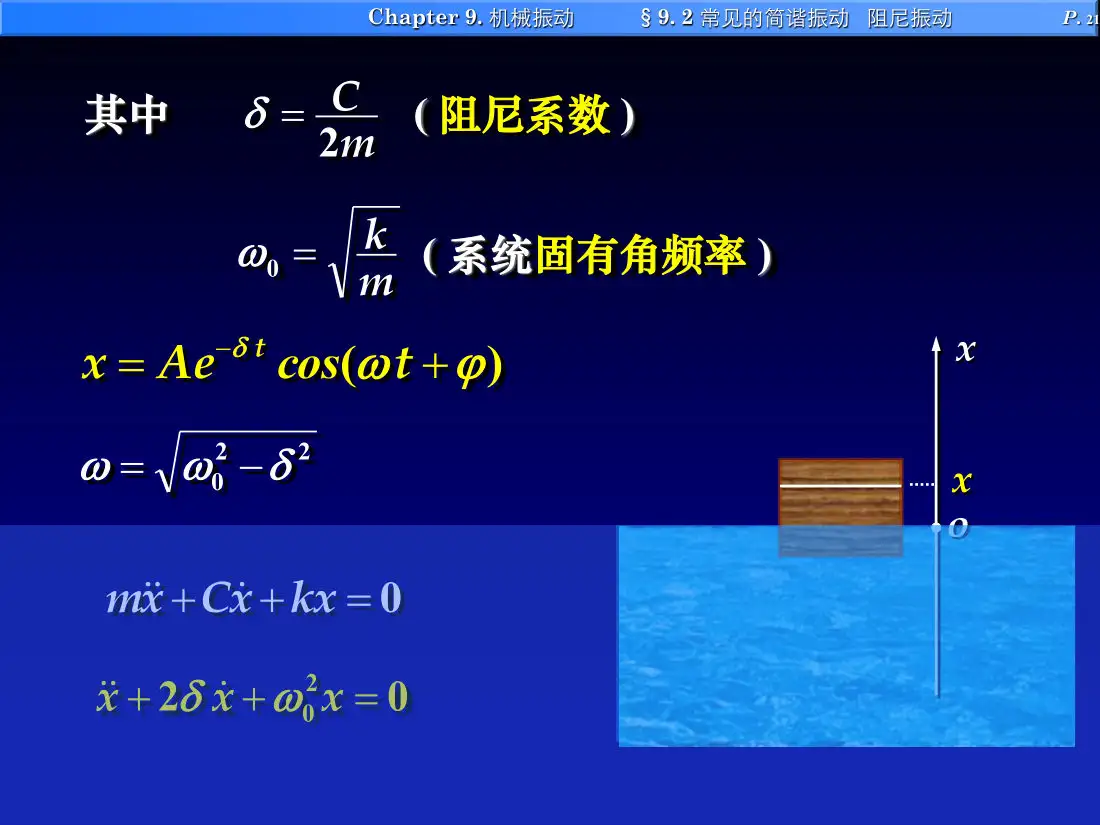 Chapter 9. 机械振动 §9.2 常见的简谐振动 阻尼振动 P. 21
其中 δ = C/2m (阻尼系数)
ω₀ = √(k/m) (系统固有角频率)
x = Ae^(−δt) cos(ωt + φ)
ω = √(ω₀² − δ²)
x
x
o
mẍ + Cẋ + kx = 0
ẍ + 2δẋ + ω₀²x = 0